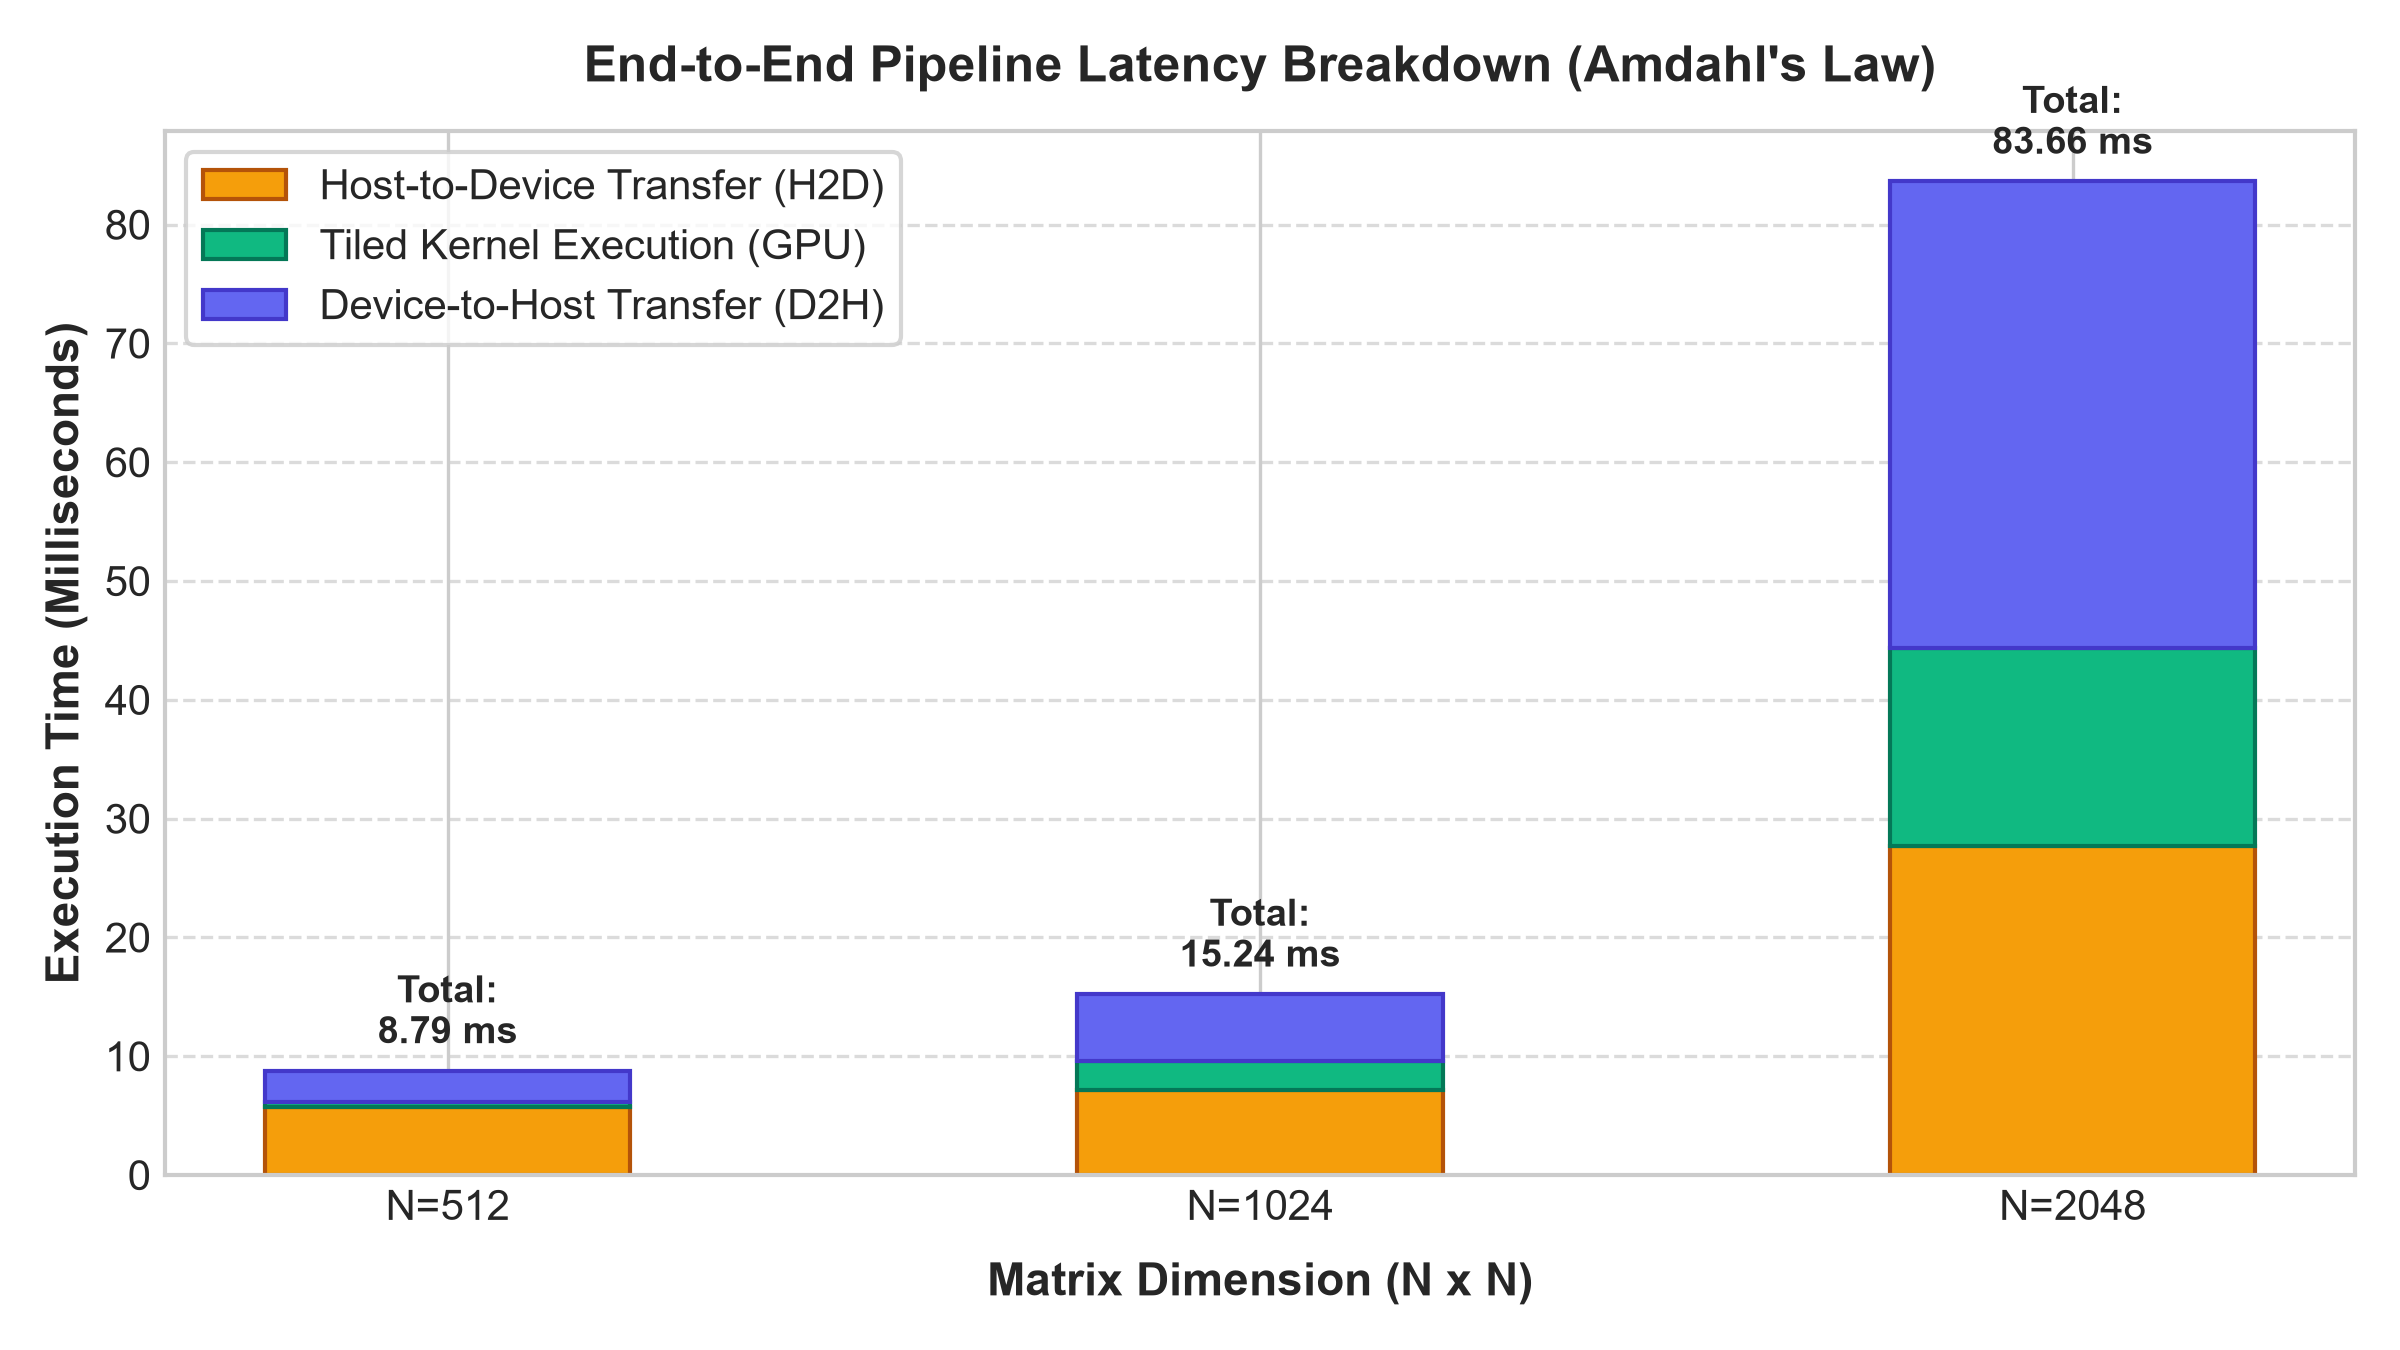 End-to-End Pipeline Latency Breakdown (Amdahl's Law)
Host-to-Device Transfer (H2D)
Tiled Kernel Execution (GPU)
Device-to-Host Transfer (D2H)
Execution Time (Milliseconds)
80
70
60
50
40
30
20
10
0
Total:
8.79 ms
Total:
15.24 ms
Total:
83.66 ms
N=512
N=1024
N=2048
Matrix Dimension (N x N)